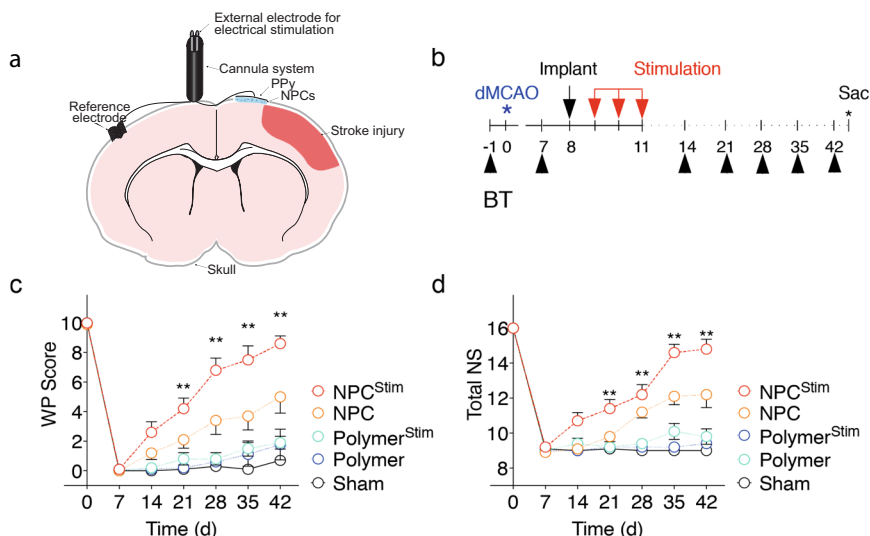 a
External electrode for
electrical stimulation
Cannula system
PPy
NPCs
Reference
electrode
Stroke injury
Skull
b
Implant
Stimulation
dMCAO
*
Sac
*
-1 0 7 8 11 14 21 28 35 42
BT
c
WP Score
10
8
6
4
2
0
** ** ** **
0 7 14 21 28 35 42
Time (d)
NPCStim
NPC
PolymerStim
Polymer
Sham
d
Total NS
16
14
12
10
8
** ** ** **
0 7 14 21 28 35 42
Time (d)
NPCStim
NPC
PolymerStim
Polymer
Sham